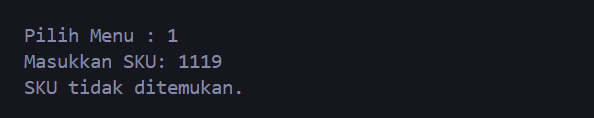 Pilih Menu : 1
Masukkan SKU: 1119
SKU tidak ditemukan.